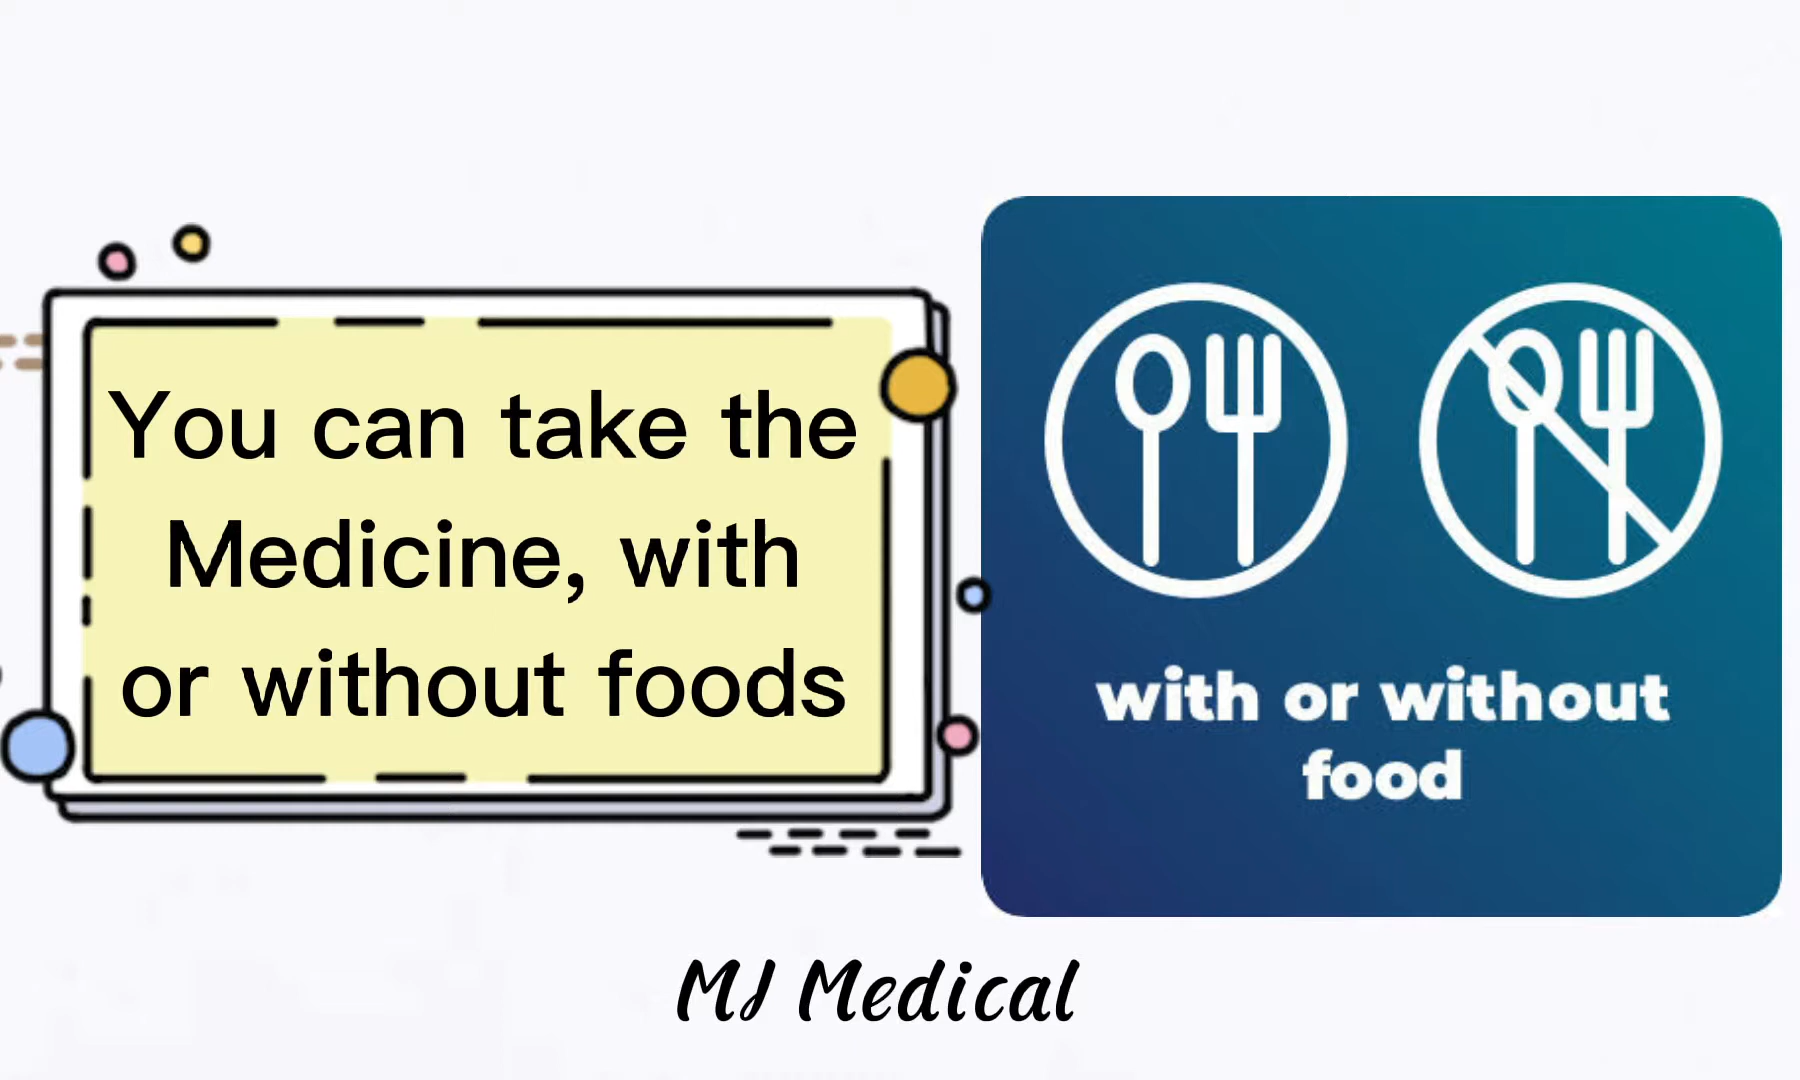 You can take the
Medicine, with
or without foods
with or without
food
MJ Medical